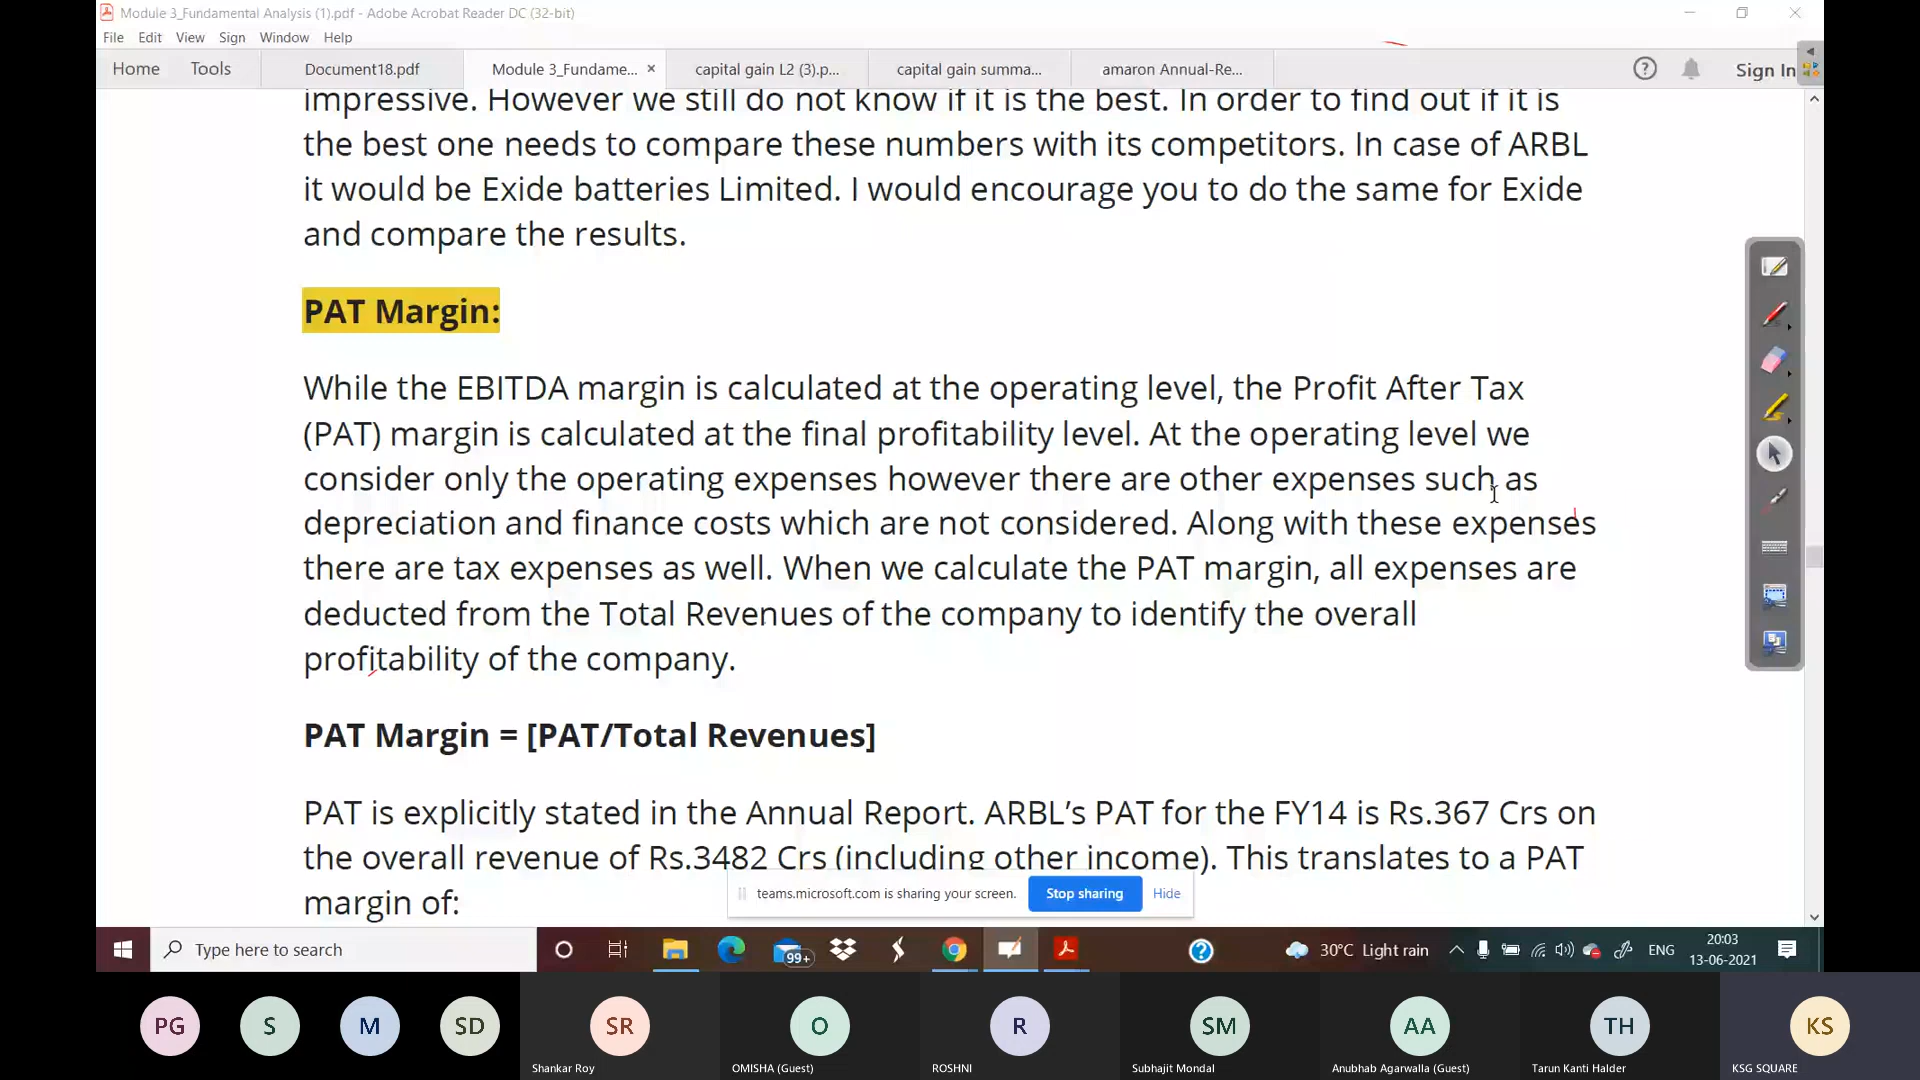 Module 3_Fundamental Analysis (1).pdf - Adobe Acrobat Reader DC (32-bit)
File Edit View Sign Window Help
Home Tools Document18.pdf Module 3_Fundame... × capital gain L2 (3).p... capital gain summa... amaron Annual-Re... Sign In
impressive. However we still do not know if it is the best. In order to find out if it is
the best one needs to compare these numbers with its competitors. In case of ARBL
it would be Exide batteries Limited. I would encourage you to do the same for Exide
and compare the results.
PAT Margin:
While the EBITDA margin is calculated at the operating level, the Profit After Tax
(PAT) margin is calculated at the final profitability level. At the operating level we
consider only the operating expenses however there are other expenses such as
depreciation and finance costs which are not considered. Along with these expenses
there are tax expenses as well. When we calculate the PAT margin, all expenses are
deducted from the Total Revenues of the company to identify the overall
profitability of the company.
PAT Margin = [PAT/Total Revenues]
PAT is explicitly stated in the Annual Report. ARBL’s PAT for the FY14 is Rs.367 Crs on
the overall revenue of Rs.3482 Crs (including other income). This translates to a PAT
margin of:
teams.microsoft.com is sharing your screen. Stop sharing Hide
Type here to search 99+ 30°C Light rain ENG 20:03
13-06-2021
PG S M SD SR O R SM AA TH KS
Shankar Roy OMISHA (Guest) ROSHNI Subhajit Mondal Anubhab Agarwalla (Guest) Tarun Kanti Halder KSG SQUARE